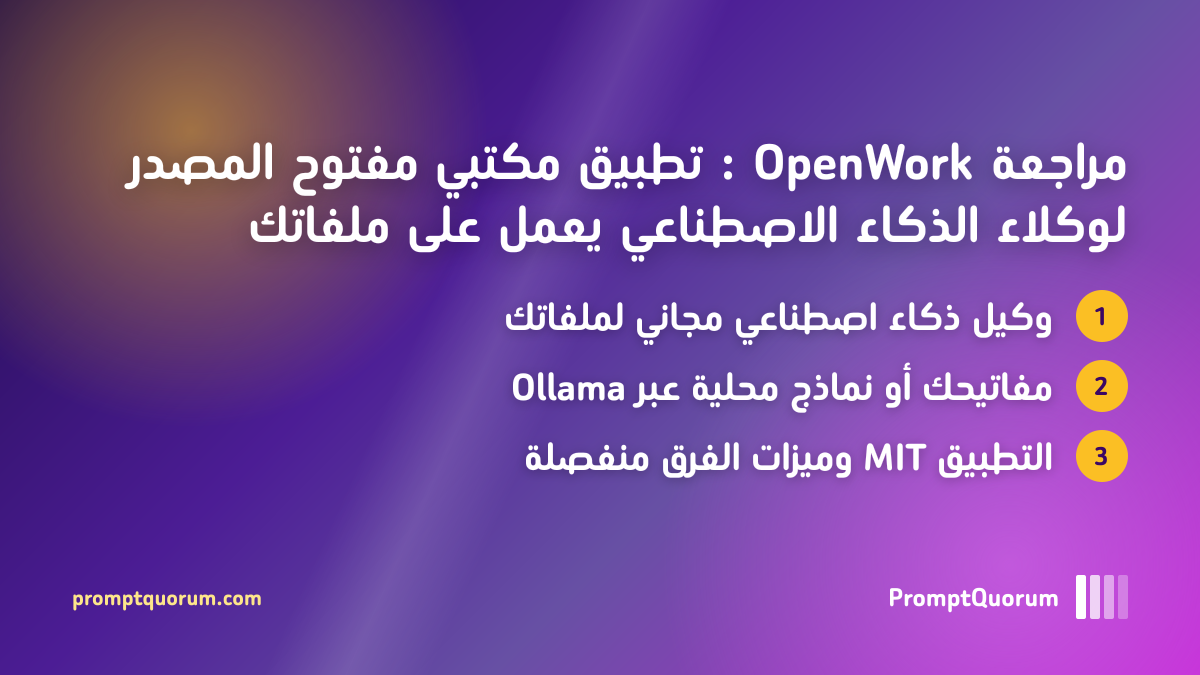 مراجعة OpenWork : تطبيق مكتبي مفتوح المصدر
لوكلاء الذكاء الاصطناعي يعمل على ملفاتك
1 وكيل ذكاء اصطناعي مجاني لملفاتك
2 مفاتيحك أو نماذج محلية عبر Ollama
3 التطبيق MIT وميزات الفرق منفصلة
PromptQuorum
promptquorum.com